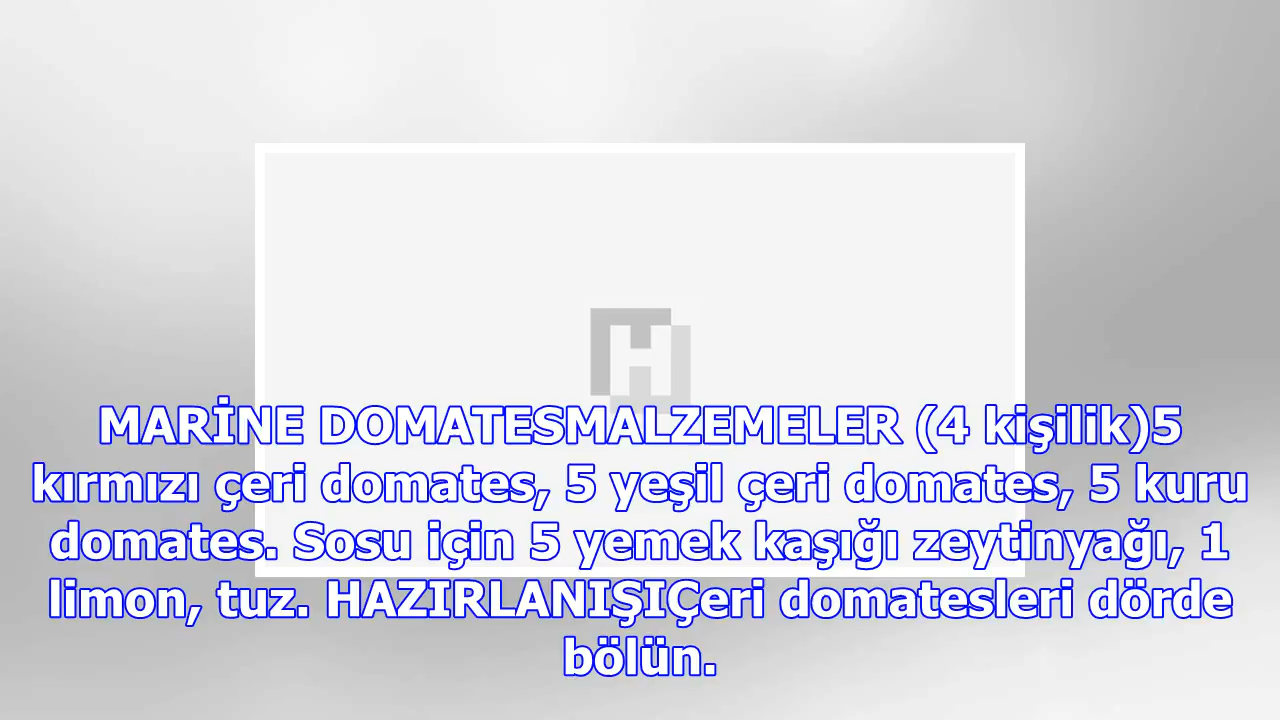 H
MARİNE DOMATESMALZEMELER (4 kişilik)5
kırmızı çeri domates, 5 yeşil çeri domates, 5 kuru
domates. Sosu için 5 yemek kaşığı zeytinyağı, 1
limon, tuz. HAZIRLANIŞIÇeri domatesleri dörde
bölün.